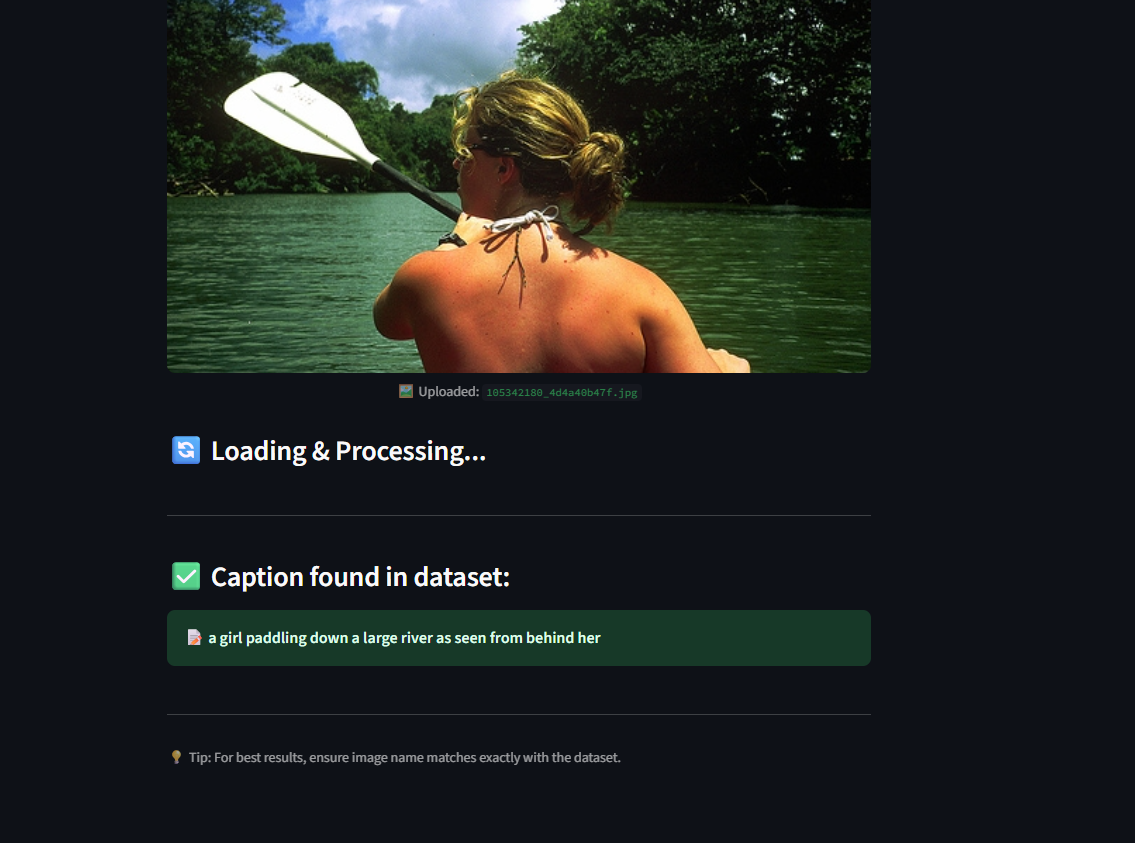 Uploaded: 105342180_4d4a40b47f.jpg
Loading & Processing...
Caption found in dataset:
a girl paddling down a large river as seen from behind her
Tip: For best results, ensure image name matches exactly with the dataset.